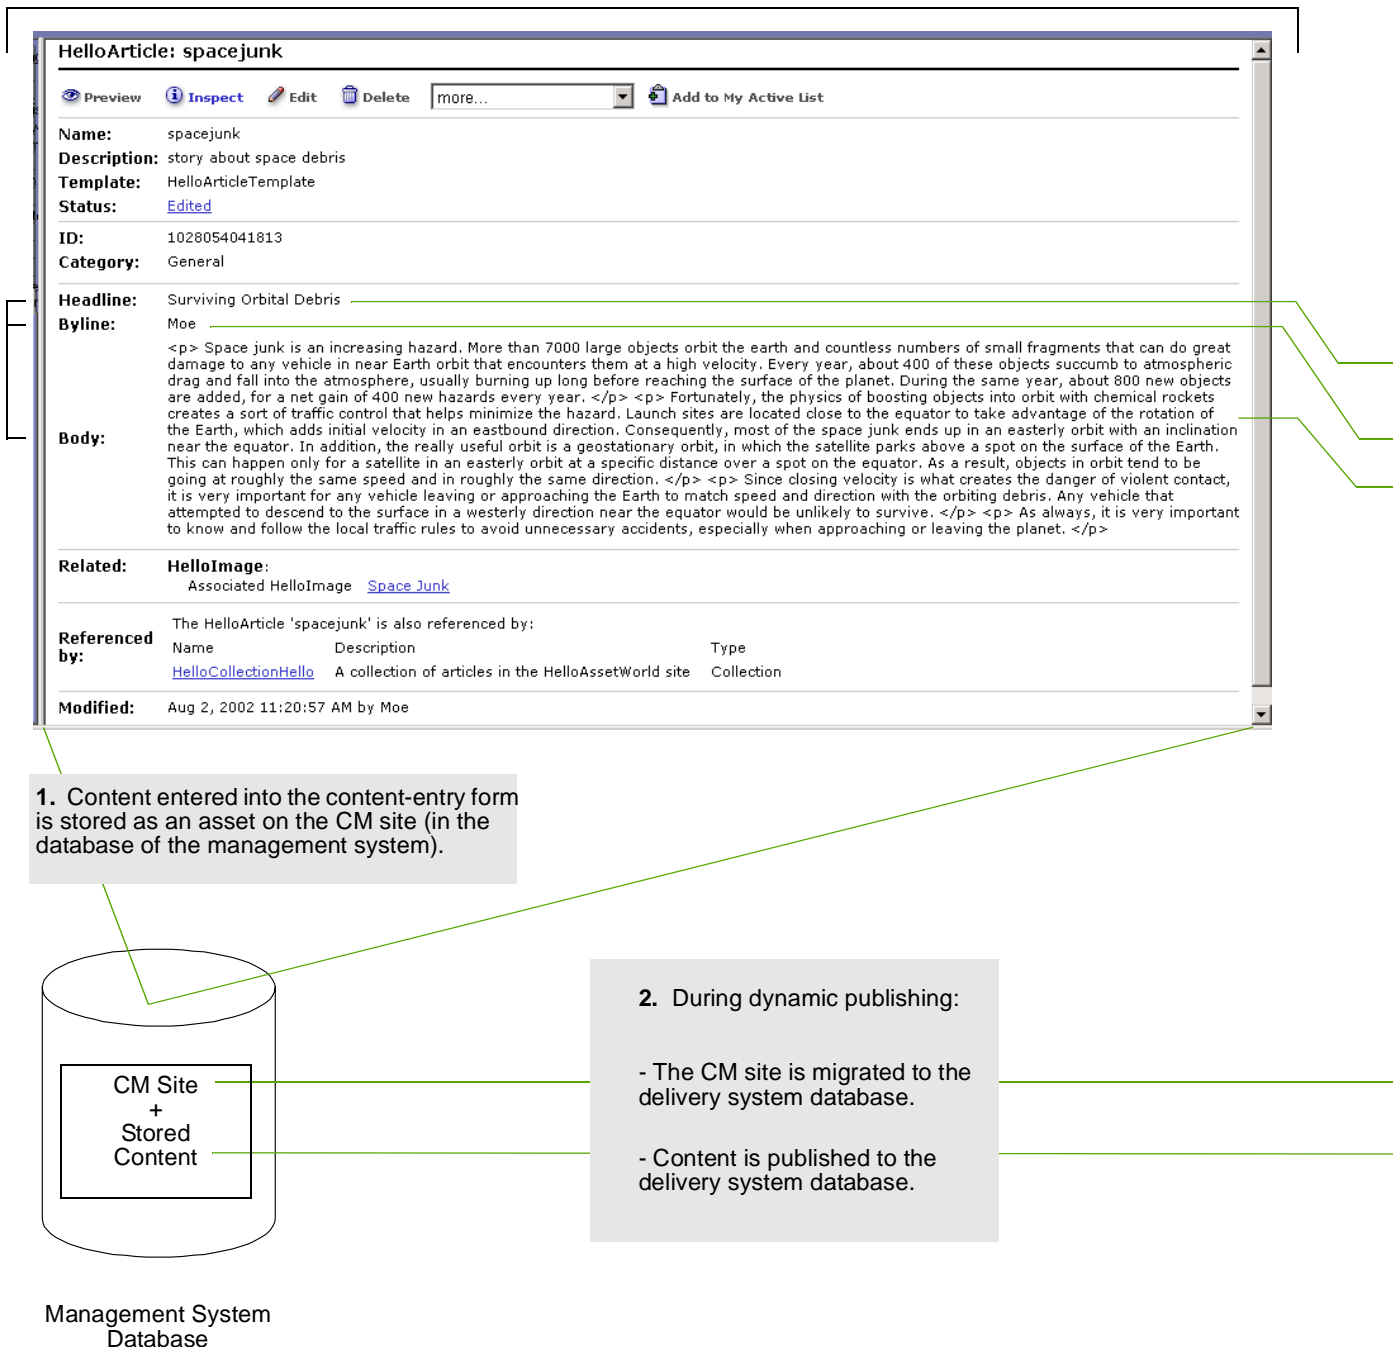 HelloArticle: spacejunk
Preview Inspect Edit Delete more... Add to My Active List
Name: spacejunk
Description: story about space debris
Template: HelloArticleTemplate
Status: Edited
ID: 1028054041813
Category: General
Headline: Surviving Orbital Debris
Byline: Moe
<p> Space junk is an increasing hazard. More than 7000 large objects orbit the earth and countless numbers of small fragments that can do great
damage to any vehicle in near Earth orbit that encounters them at a high velocity. Every year, about 400 of these objects succumb to atmospheric
drag and fall into the atmosphere, usually burning up long before reaching the surface of the planet. During the same year, about 800 new objects
are added, for a net gain of 400 new hazards every year. </p> <p> Fortunately, the physics of boosting objects into orbit with chemical rockets
creates a sort of traffic control that helps minimize the hazard. Launch sites are located close to the equator to take advantage of the rotation of
the Earth, which adds initial velocity in an eastbound direction. Consequently, most of the space junk ends up in an easterly orbit with an inclination
Body:
near the equator. In addition, the really useful orbit is a geostationary orbit, in which the satellite parks above a spot on the surface of the Earth.
This can happen only for a satellite in an easterly orbit at a specific distance over a spot on the equator. As a result, objects in orbit tend to be
going at roughly the same speed and in roughly the same direction. </p> <p> Since closing velocity is what creates the danger of violent contact,
it is very important for any vehicle leaving or approaching the Earth to match speed and direction with the orbiting debris. Any vehicle that
attempted to descend to the surface in a westerly direction near the equator would be unlikely to survive. </p> <p> As always, it is very important
to know and follow the local traffic rules to avoid unnecessary accidents, especially when approaching or leaving the planet. </p>
Related: HelloImage:
Associated HelloImage Space Junk
Referenced by:
The HelloArticle 'spacejunk' is also referenced by:
Name Description Type
HelloCollectionHello A collection of articles in the HelloAssetWorld site Collection
Modified: Aug 2, 2002 11:20:57 AM by Moe
1. Content entered into the content-entry form
is stored as an asset on the CM site (in the
database of the management system).
2. During dynamic publishing:
- The CM site is migrated to the
delivery system database.
- Content is published to the
delivery system database.
CM Site
+
Stored
Content
Management System
Database